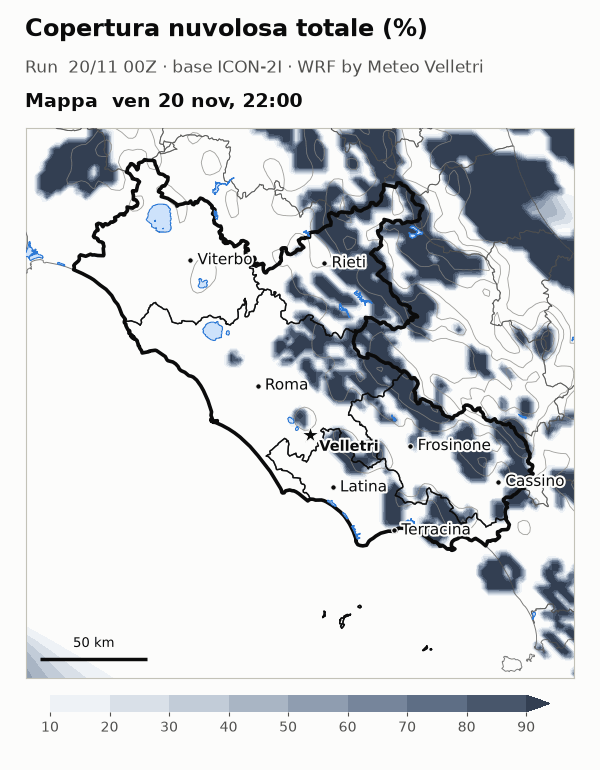 Copertura nuvolosa totale (%)
Run  20/11 00Z · base ICON-2I · WRF by Meteo Velletri
Mappa  ven 20 nov, 22:00
Viterbo
Rieti
Roma
Velletri
Frosinone
Latina
Cassino
Terracina
50 km
10 20 30 40 50 60 70 80 90